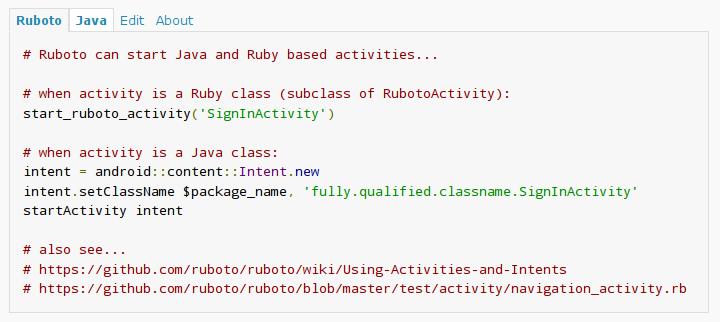 Ruboto Java Edit About
# Ruboto can start Java and Ruby based activities...
# when activity is a Ruby class (subclass of RubotoActivity):
start_ruboto_activity('SignInActivity')
# when activity is a Java class:
intent = android::content::Intent.new
intent.setClassName $package_name, 'fully.qualified.classname.SignInActivity'
startActivity intent
# also see...
# https://github.com/ruboto/ruboto/wiki/Using-Activities-and-Intents
# https://github.com/ruboto/ruboto/blob/master/test/activity/navigation_activity.rb